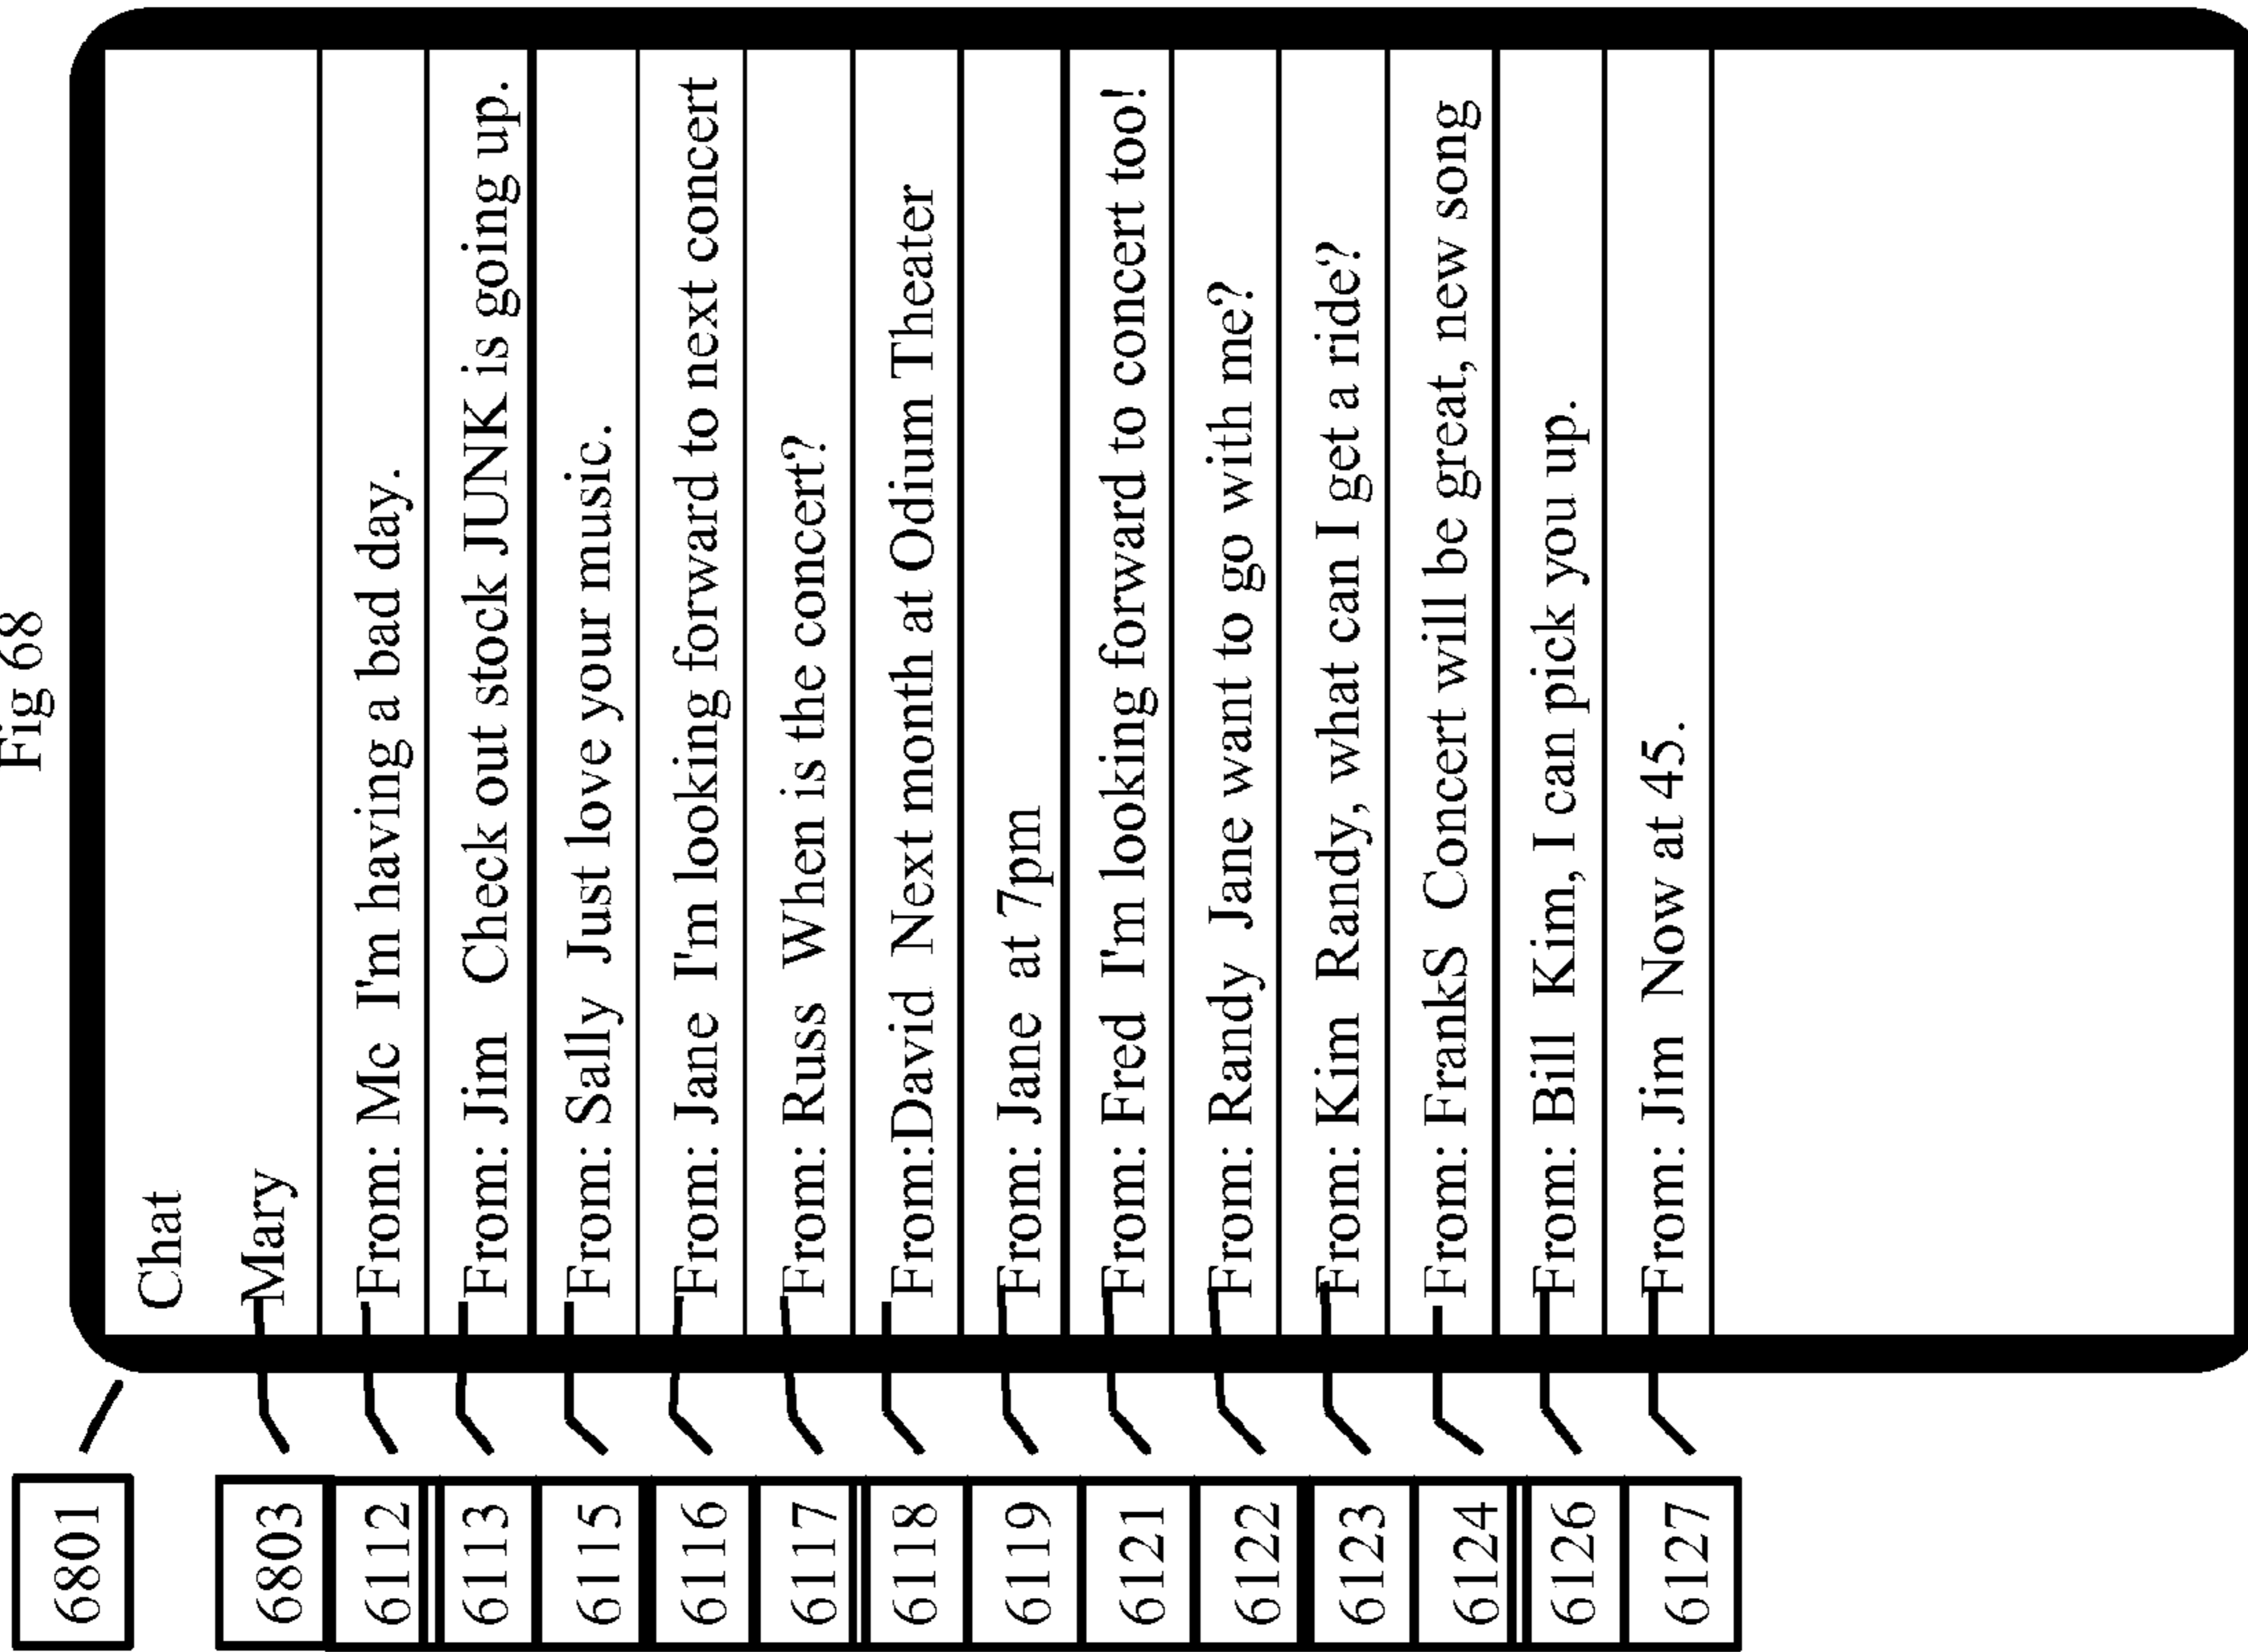 Fig 68
6801
Chat
6803 Mary
6112 From: Me I'm having a bad day.
6113 From: Jim Check out stock JUNK is going up.
6115 From: Sally Just love your music.
6116 From: Jane I'm looking forward to next concert
6117 From: Russ When is the concert?
6118 From:David Next month at Odium Theater
6119 From: Jane at 7pm
6121 From: Fred I'm looking forward to concert too!
6122 From: Randy Jane want to go with me?
6123 From: Kim Randy, what can I get a ride?
6124 From: FrankS Concert will be great, new song
6126 From: Bill Kim, I can pick you up.
6127 From: Jim Now at 45.